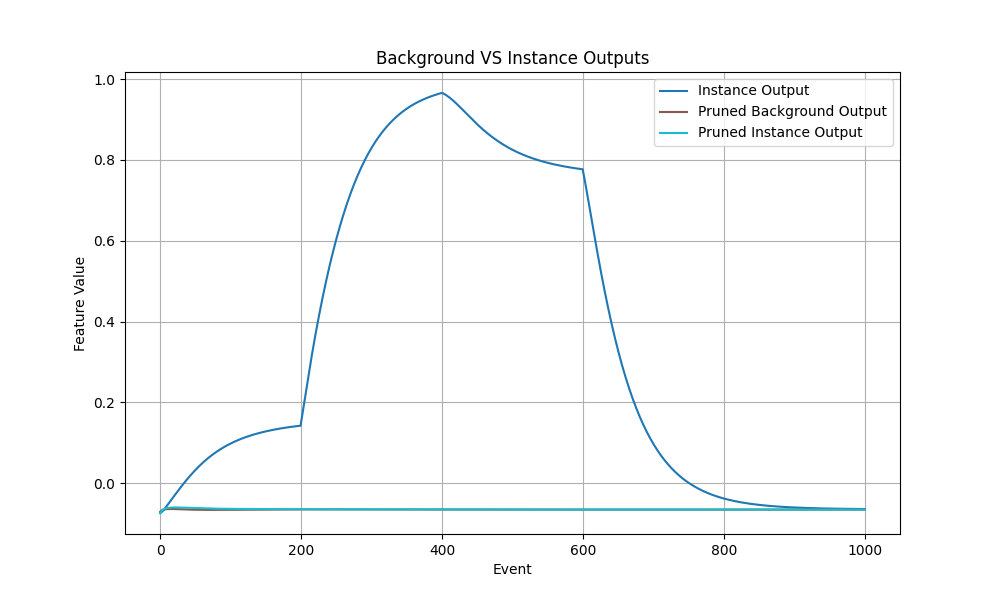 Background VS Instance Outputs
Instance Output
Pruned Background Output
Pruned Instance Output
Feature Value
1.0
0.8
0.6
0.4
0.2
0.0
0 200 400 600 800 1000
Event